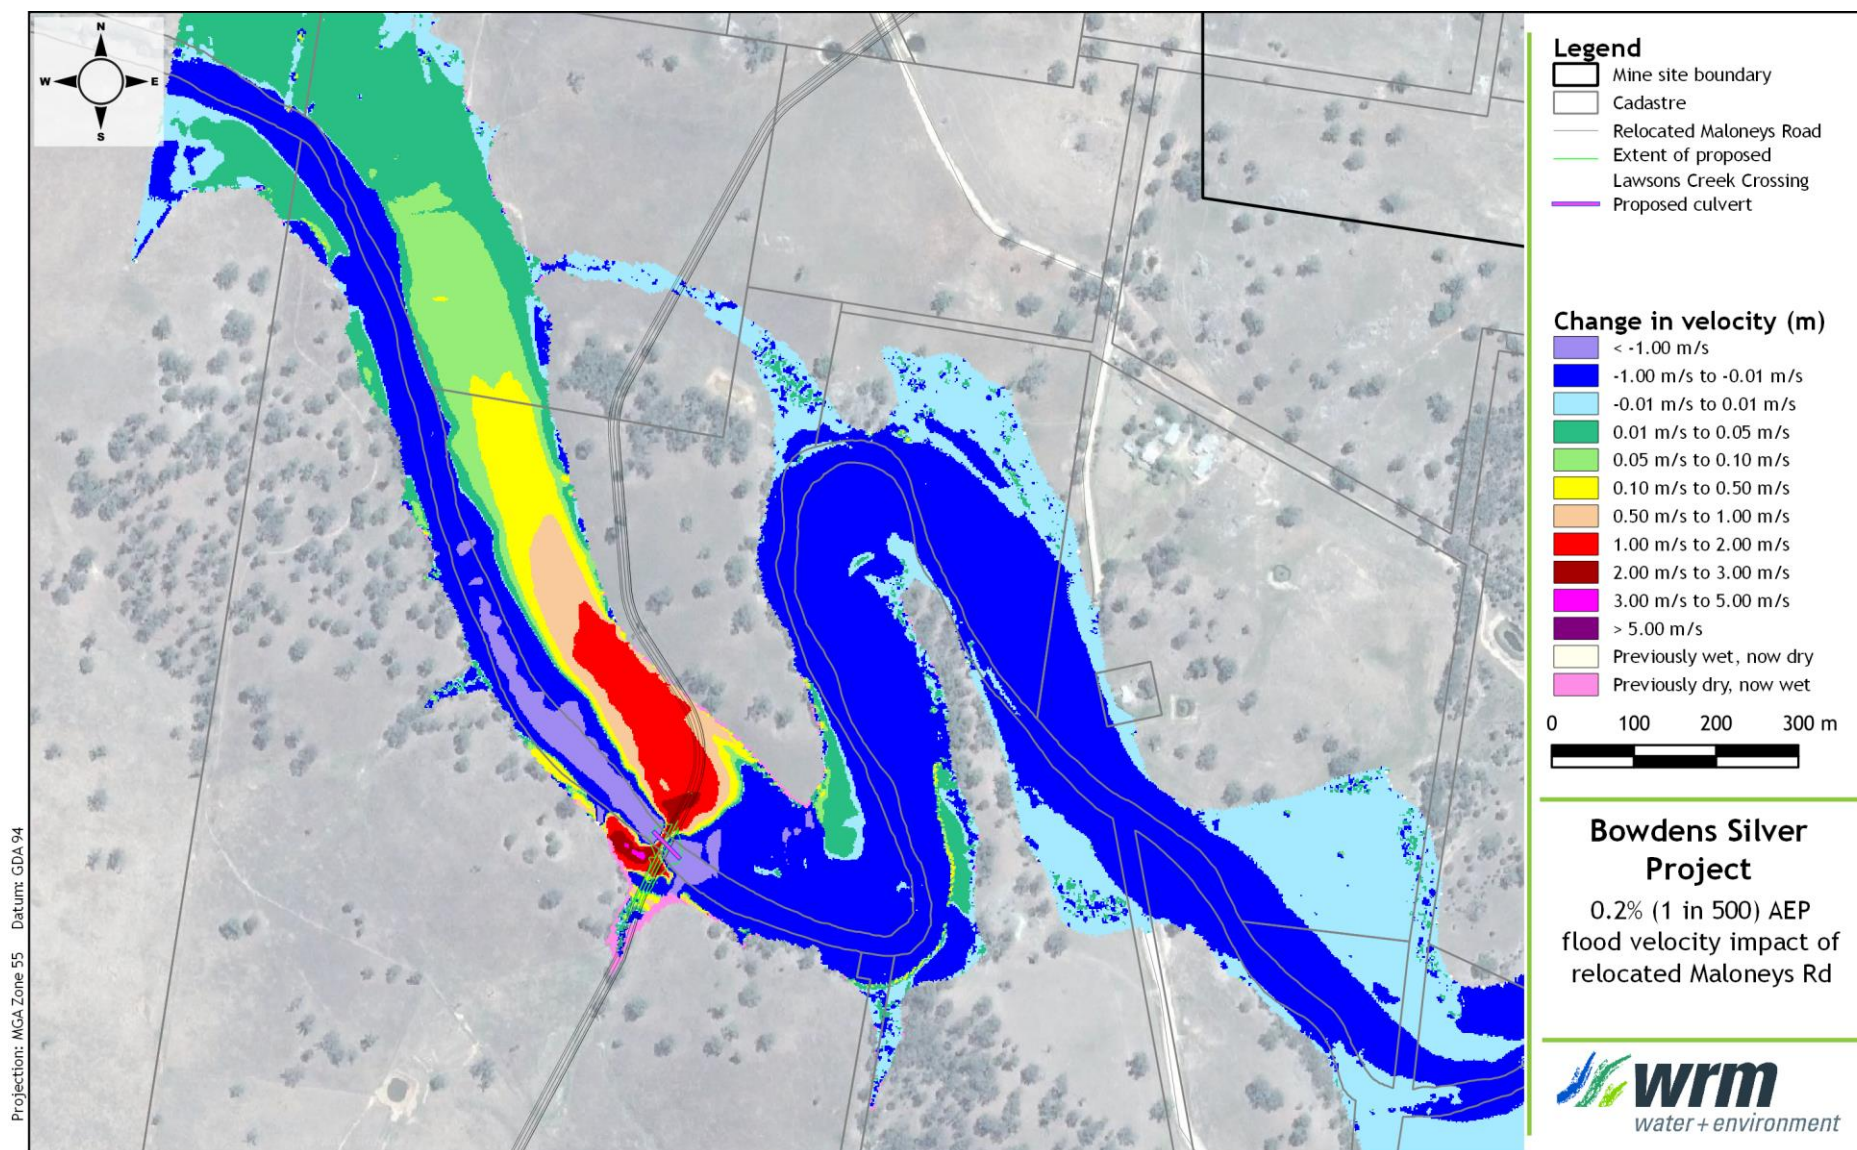 N
W
E
S
Legend
Mine site boundary
Cadastre
Relocated Maloneys Road
Extent of proposed
Lawsons Creek Crossing
Proposed culvert
Change in velocity (m)
< -1.00 m/s
-1.00 m/s to -0.01 m/s
-0.01 m/s to 0.01 m/s
0.01 m/s to 0.05 m/s
0.05 m/s to 0.10 m/s
0.10 m/s to 0.50 m/s
0.50 m/s to 1.00 m/s
1.00 m/s to 2.00 m/s
2.00 m/s to 3.00 m/s
3.00 m/s to 5.00 m/s
> 5.00 m/s
Previously wet, now dry
Previously dry, now wet
0 100 200 300 m
Bowdens Silver
Project
0.2% (1 in 500) AEP
flood velocity impact of
relocated Maloneys Rd
wrm
water + environment
Projection: MGA Zone 55 Datum: GDA 94